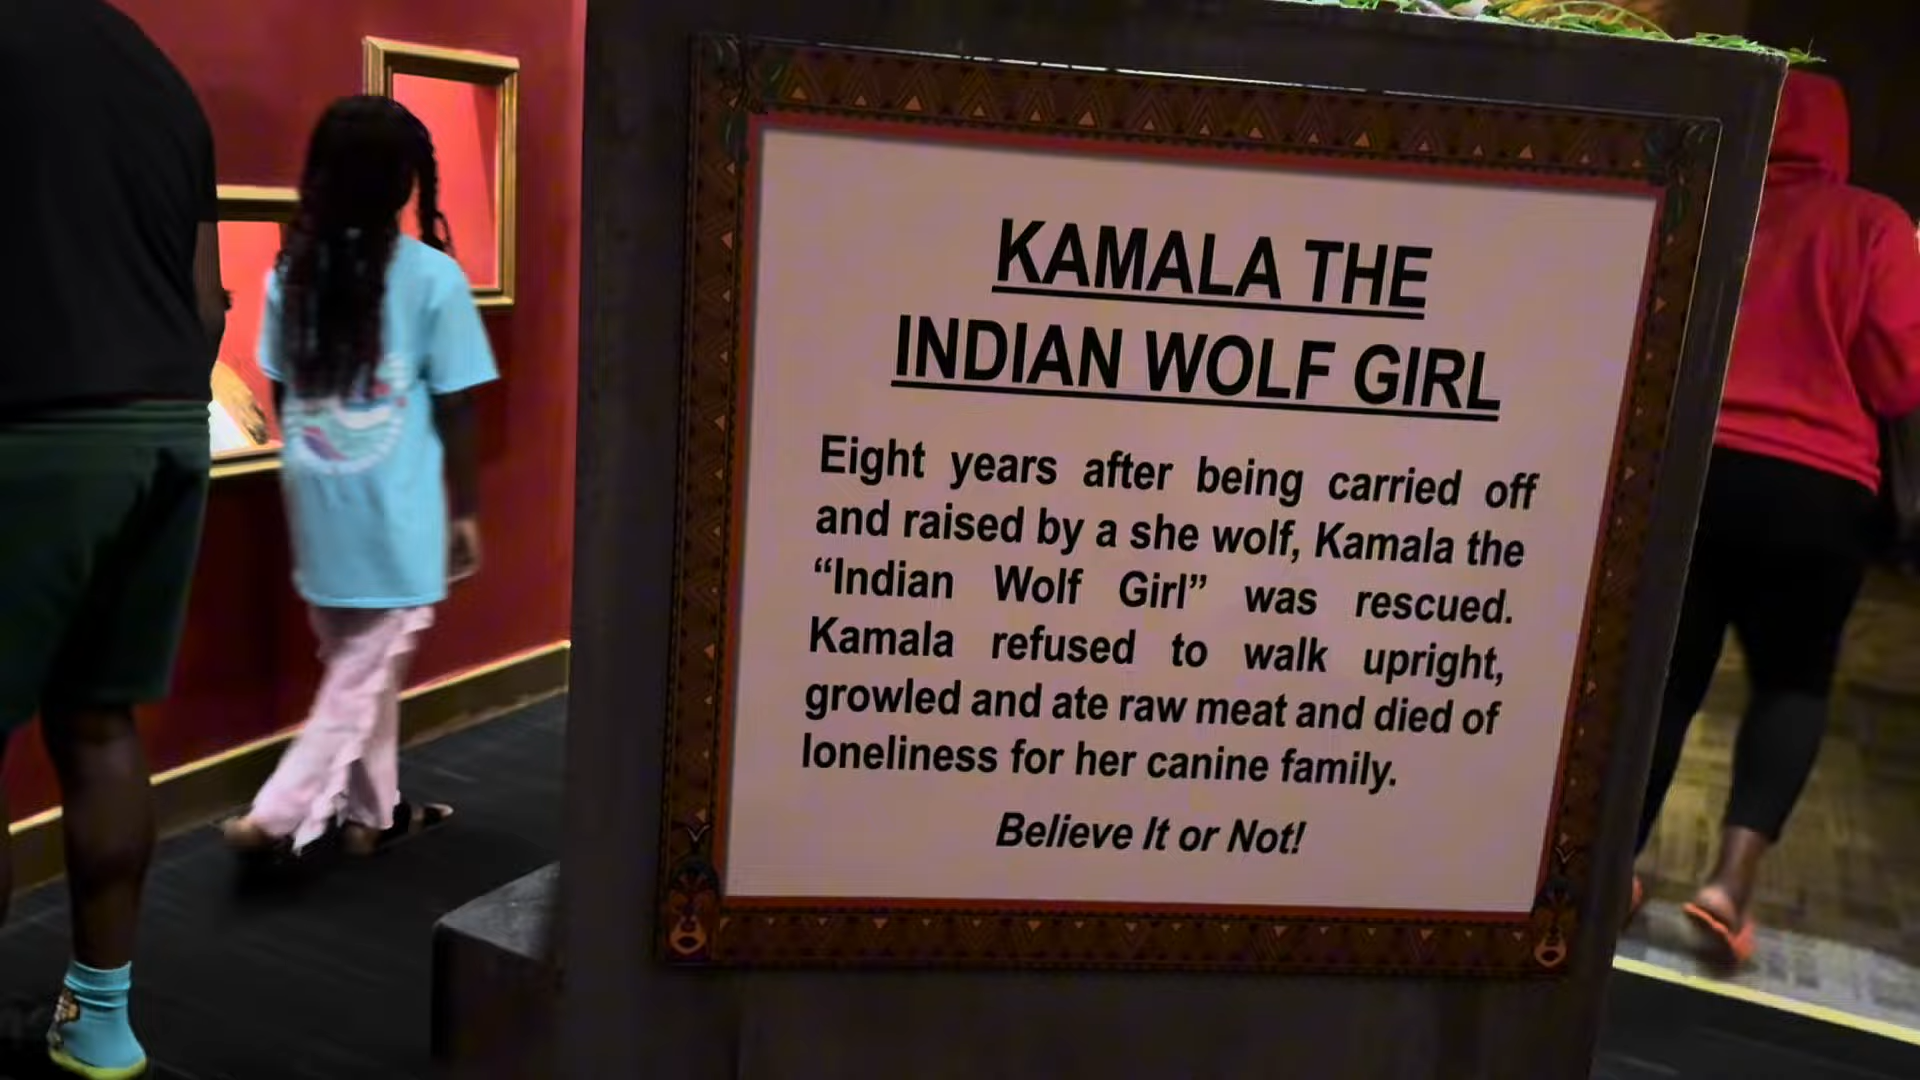 KAMALA THE
INDIAN WOLF GIRL
Eight years after being carried off
and raised by a she wolf, Kamala the
“Indian Wolf Girl” was rescued.
Kamala refused to walk upright,
growled and ate raw meat and died of
loneliness for her canine family.
Believe It or Not!